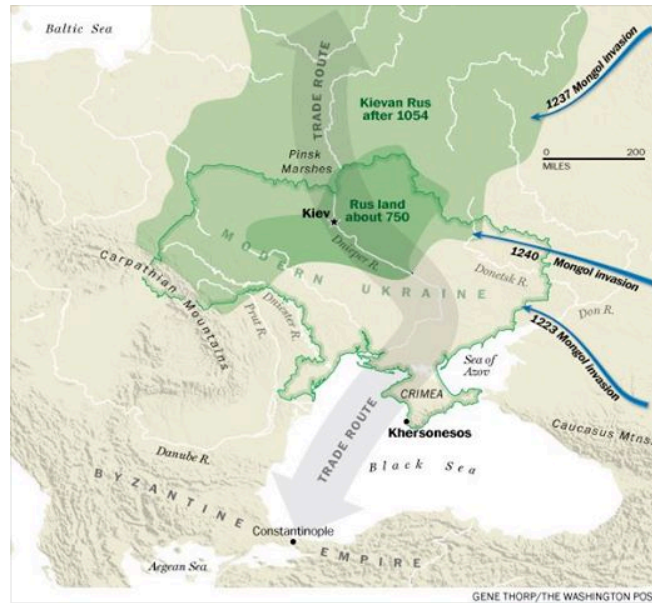 Baltic Sea
TRADE ROUTE
Kievan Rus
after 1054
1237 Mongol invasion
0 200
MILES
Pinsk
Marshes
Kiev
Rus land
about 750
Dnieper R.
MODERN UKRAINE
1240 Mongol invasion
Donetsk R.
Don R.
Carpathian Mountains
Prut R.
Dniester R.
1223 Mongol invasion
Sea of
Azov
CRIMEA
Khersonesos
Caucasus Mtns.
TRADE ROUTE
Danube R.
Black Sea
BYZANTINE EMPIRE
Constantinople
Aegean Sea
GENE THORP/THE WASHINGTON POS